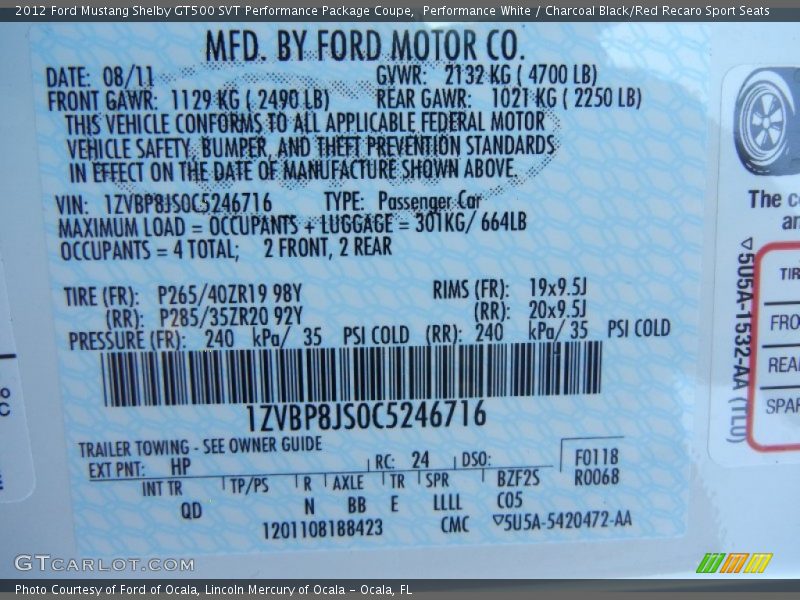 2012 Ford Mustang Shelby GT500 SVT Performance Package Coupe, Performance White / Charcoal Black/Red Recaro Sport Seats
MFD. BY FORD MOTOR CO.
DATE: 08/11 GVWR: 2132 KG ( 4700 LB)
FRONT GAWR: 1129 KG ( 2490 LB) REAR GAWR: 1021 KG ( 2250 LB)
THIS VEHICLE CONFORMS TO ALL APPLICABLE FEDERAL MOTOR
VEHICLE SAFETY, BUMPER, AND THEFT PREVENTION STANDARDS
IN EFFECT ON THE DATE OF MANUFACTURE SHOWN ABOVE.
VIN: 1ZVBP8JS0C5246716 TYPE: Passenger Car
MAXIMUM LOAD = OCCUPANTS + LUGGAGE = 301KG/ 664LB
OCCUPANTS = 4 TOTAL; 2 FRONT, 2 REAR
TIRE (FR): P265/40ZR19 98Y RIMS (FR): 19x9.5J
(RR): P285/35ZR20 92Y (RR): 20x9.5J
PRESSURE (FR): 240 kPa/ 35 PSI COLD (RR): 240 kPa/ 35 PSI COLD
1ZVBP8JS0C5246716
TRAILER TOWING - SEE OWNER GUIDE
EXT PNT: HP RC: 24 DSO: F0118
R0068
INT TR TP/PS R AXLE TR SPR BZF2S
QD N BB E LLLL C05
1201108188423 CMC ▽5U5A-5420472-AA
The
▽5U5A-1532-AA (TL0)
GTCARLOT.COM
Photo Courtesy of Ford of Ocala, Lincoln Mercury of Ocala - Ocala, FL